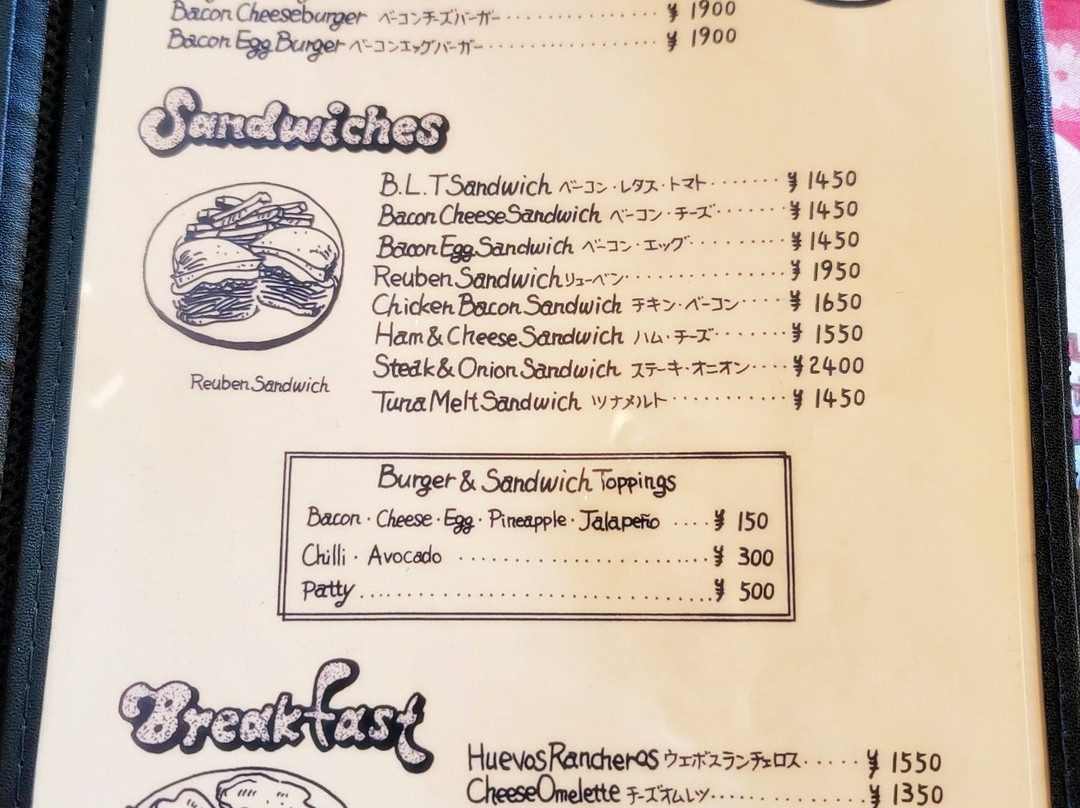 Bacon Cheeseburger ベーコンチーズバーガー ¥ 1900
Bacon Egg Burger ベーコンエッグバーガー ¥ 1900
Sandwiches
B.L.T Sandwich ベーコン・レタス・トマト ¥ 1450
Bacon Cheese Sandwich ベーコン・チーズ ¥ 1450
Bacon Egg Sandwich ベーコン・エッグ ¥ 1450
Reuben Sandwich リューベン ¥ 1950
Chicken Bacon Sandwich チキン・ベーコン ¥ 1650
Ham & Cheese Sandwich ハム・チーズ ¥ 1550
Steak & Onion Sandwich ステーキ・オニオン ¥ 2400
Tuna Melt Sandwich ツナメルト ¥ 1450
Reuben Sandwich
Burger & Sandwich Toppings
Bacon · Cheese · Egg · Pineapple · Jalapeño ¥ 150
Chilli · Avocado ¥ 300
Patty ¥ 500
Breakfast
Huevos Rancheros ウエボスランチェロス ¥ 1550
Cheese Omelette チーズオムレツ ¥ 1350